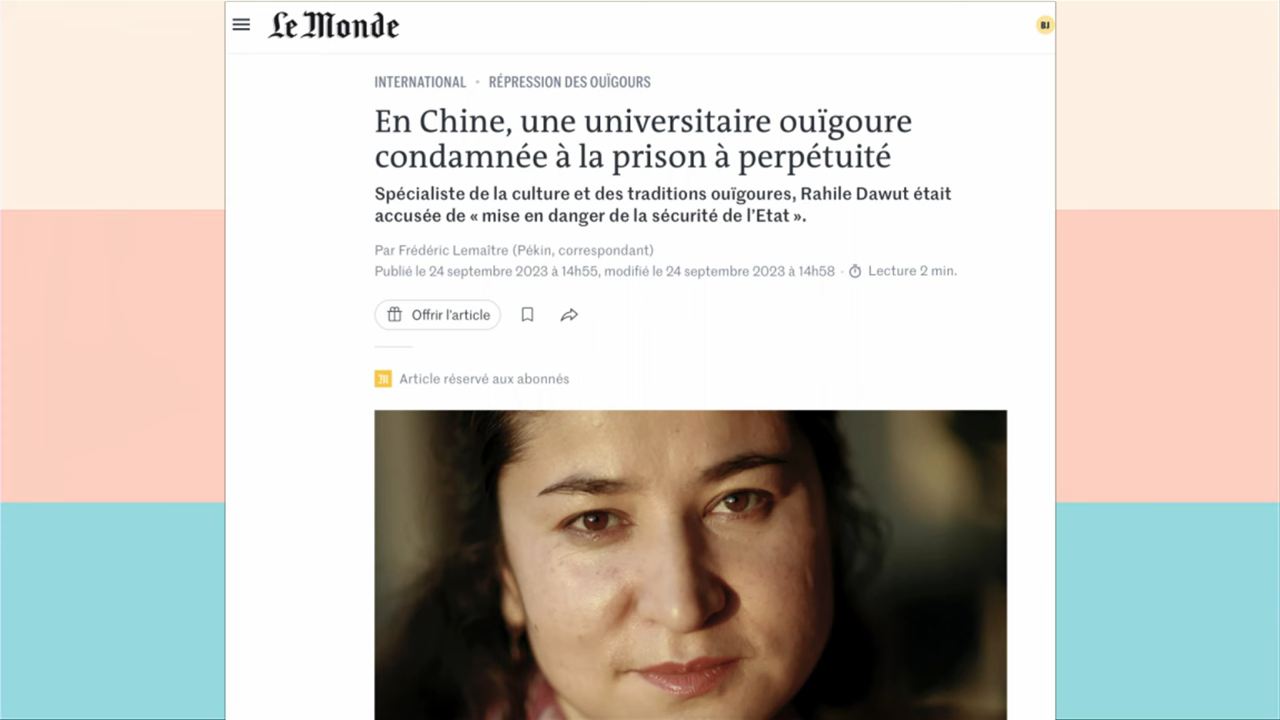 Le Monde
BJ
INTERNATIONAL • RÉPRESSION DES OUÏGOURS
En Chine, une universitaire ouïgoure
condamnée à la prison à perpétuité
Spécialiste de la culture et des traditions ouïgoures, Rahile Dawut était
accusée de « mise en danger de la sécurité de l’Etat ».
Par Frédéric Lemaître (Pékin, correspondant)
Publié le 24 septembre 2023 à 14h55, modifié le 24 septembre 2023 à 14h58 · Lecture 2 min.
Offrir l’article
M Article réservé aux abonnés